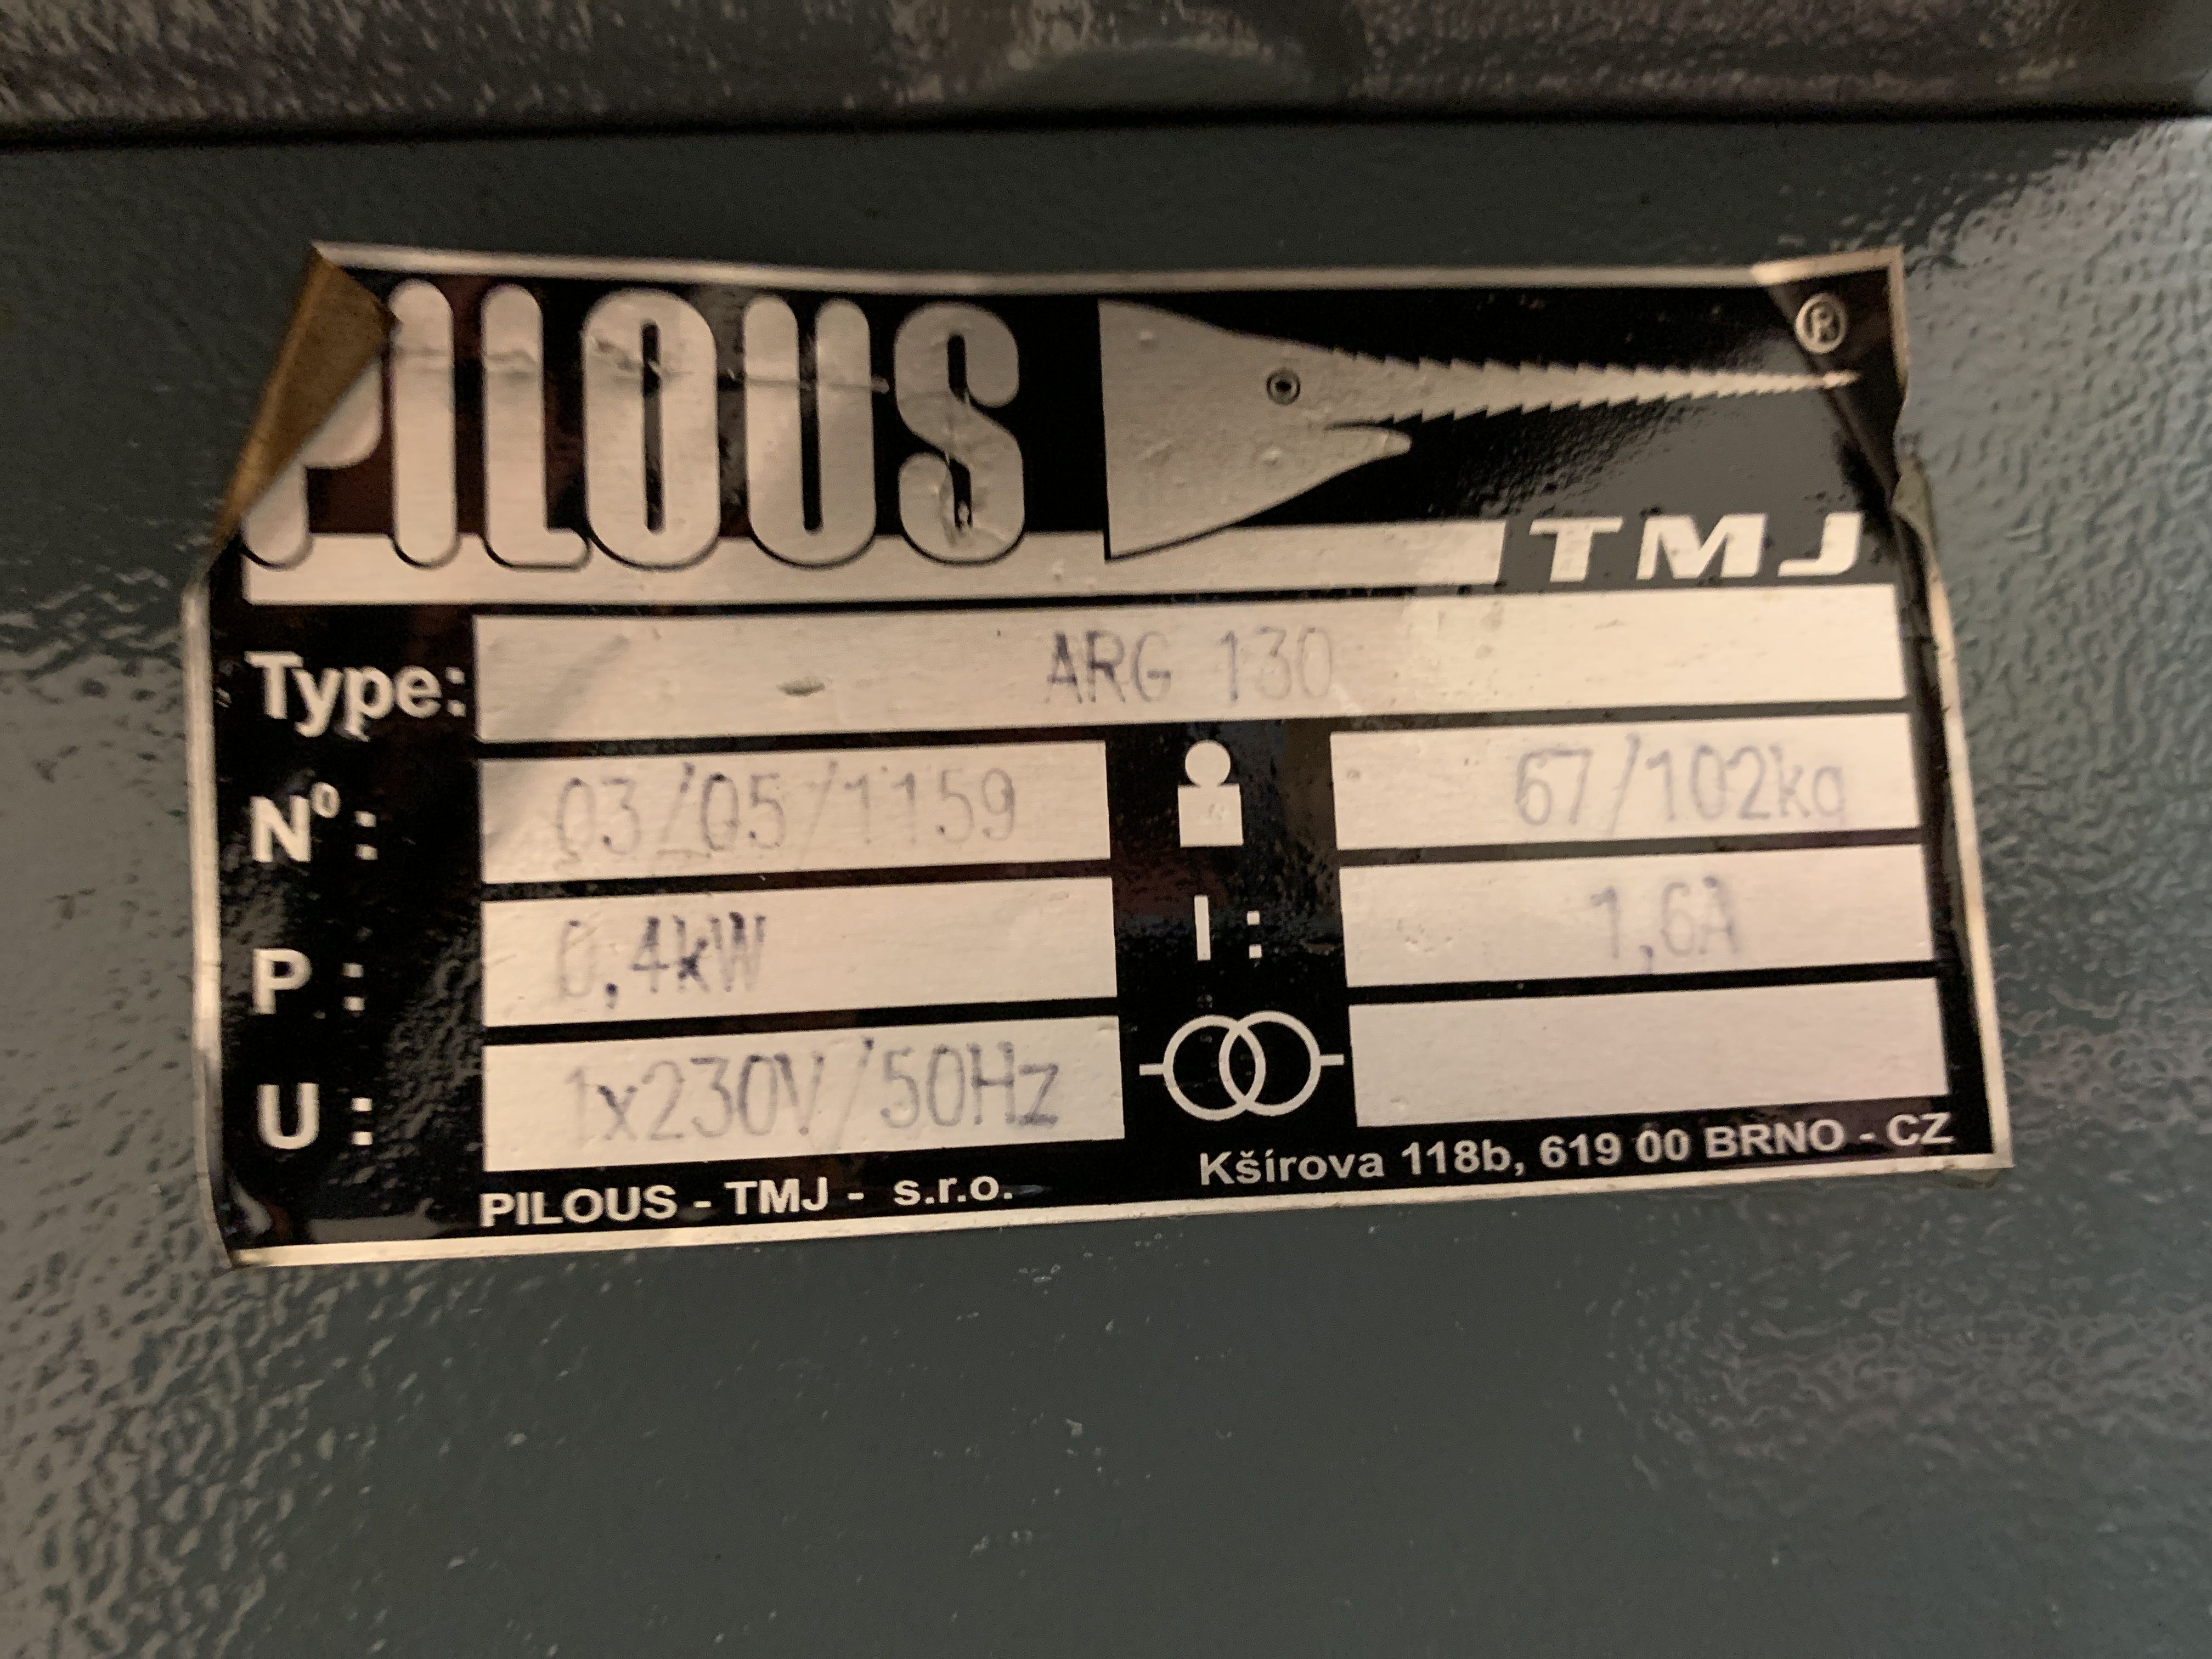 PILOUS ®
TMJ
Type: ARG 130
Nº: 03/05/1159 67/102kg
P: 0,4kW I: 1,6A
U: 1x230V/50Hz
PILOUS - TMJ - s.r.o. Kšírova 118b, 619 00 BRNO - CZ